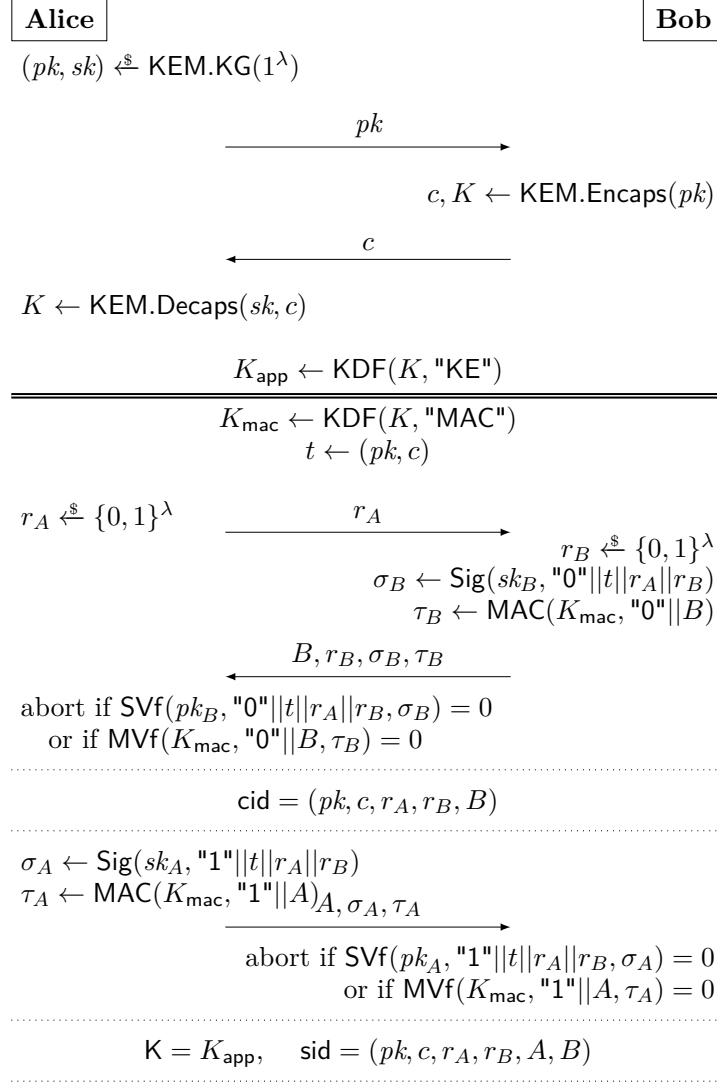 Alice Bob
(pk, sk) ←$ KEM.KG(1^λ)
pk
c, K ← KEM.Encaps(pk)
c
K ← KEM.Decaps(sk, c)
K_app ← KDF(K, "KE")
K_mac ← KDF(K, "MAC")
t ← (pk, c)
r_A ←$ {0, 1}^λ r_A
r_B ←$ {0, 1}^λ
σ_B ← Sig(sk_B, "0"||t||r_A||r_B)
τ_B ← MAC(K_mac, "0"||B)
B, r_B, σ_B, τ_B
abort if SVf(pk_B, "0"||t||r_A||r_B, σ_B) = 0
or if MVf(K_mac, "0"||B, τ_B) = 0
cid = (pk, c, r_A, r_B, B)
σ_A ← Sig(sk_A, "1"||t||r_A||r_B)
τ_A ← MAC(K_mac, "1"||A)
A, σ_A, τ_A
abort if SVf(pk_A, "1"||t||r_A||r_B, σ_A) = 0
or if MVf(K_mac, "1"||A, τ_A) = 0
K = K_app, sid = (pk, c, r_A, r_B, A, B)